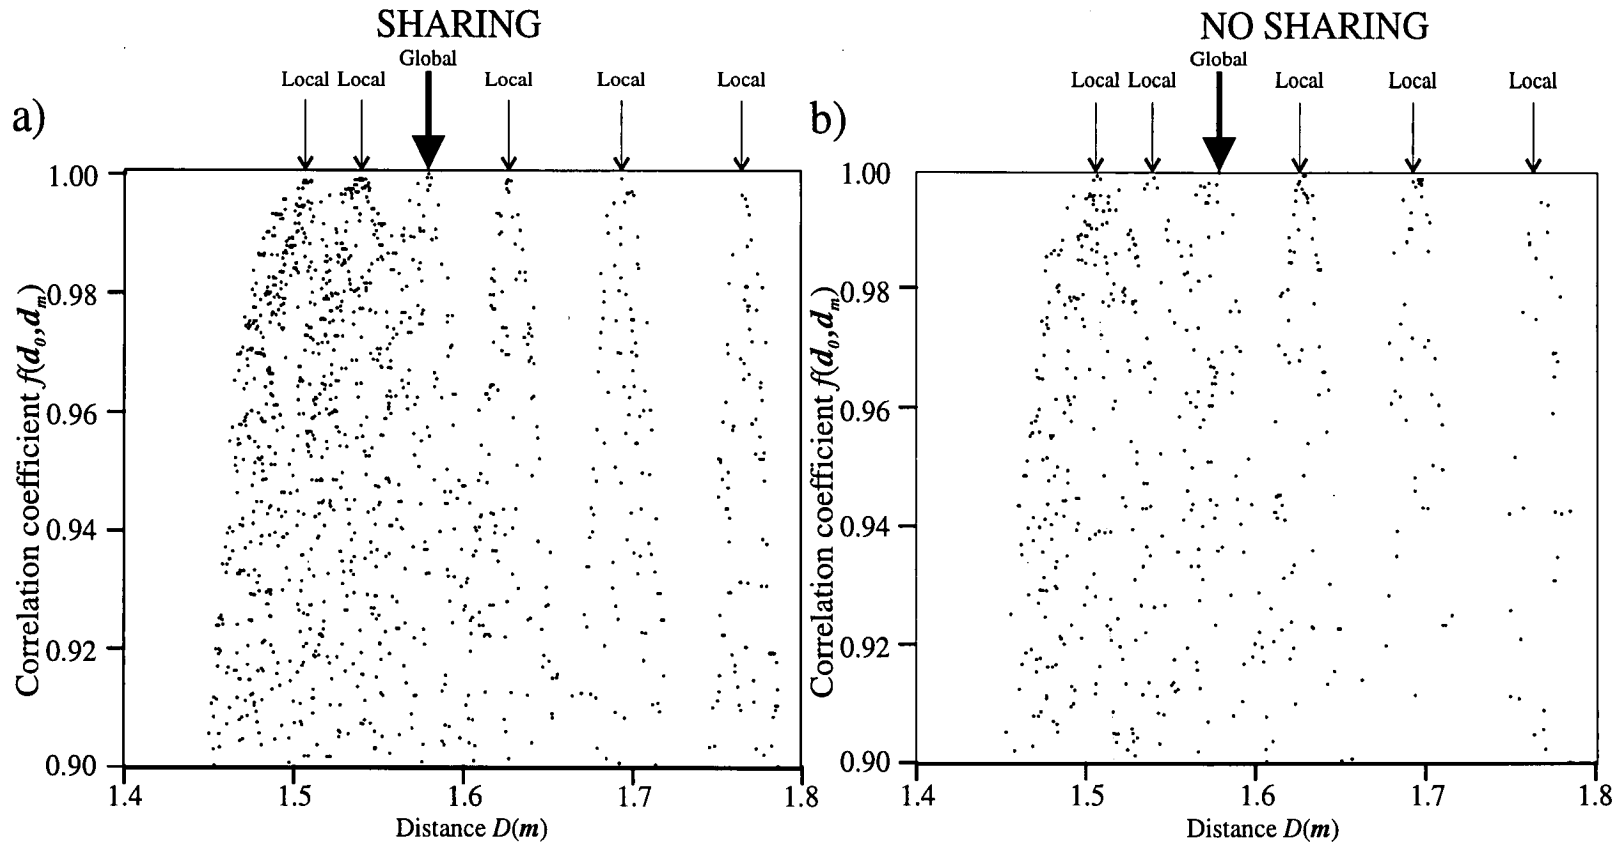 SHARING
Global
Local Local Local Local Local
a)
1.00
0.98
0.96
0.94
0.92
0.90
Correlation coefficient f(d0,dm)
1.4 1.5 1.6 1.7 1.8
Distance D(m)
NO SHARING
Global
Local Local Local Local Local
b)
1.00
0.98
0.96
0.94
0.92
0.90
Correlation coefficient f(d0,dm)
1.4 1.5 1.6 1.7 1.8
Distance D(m)